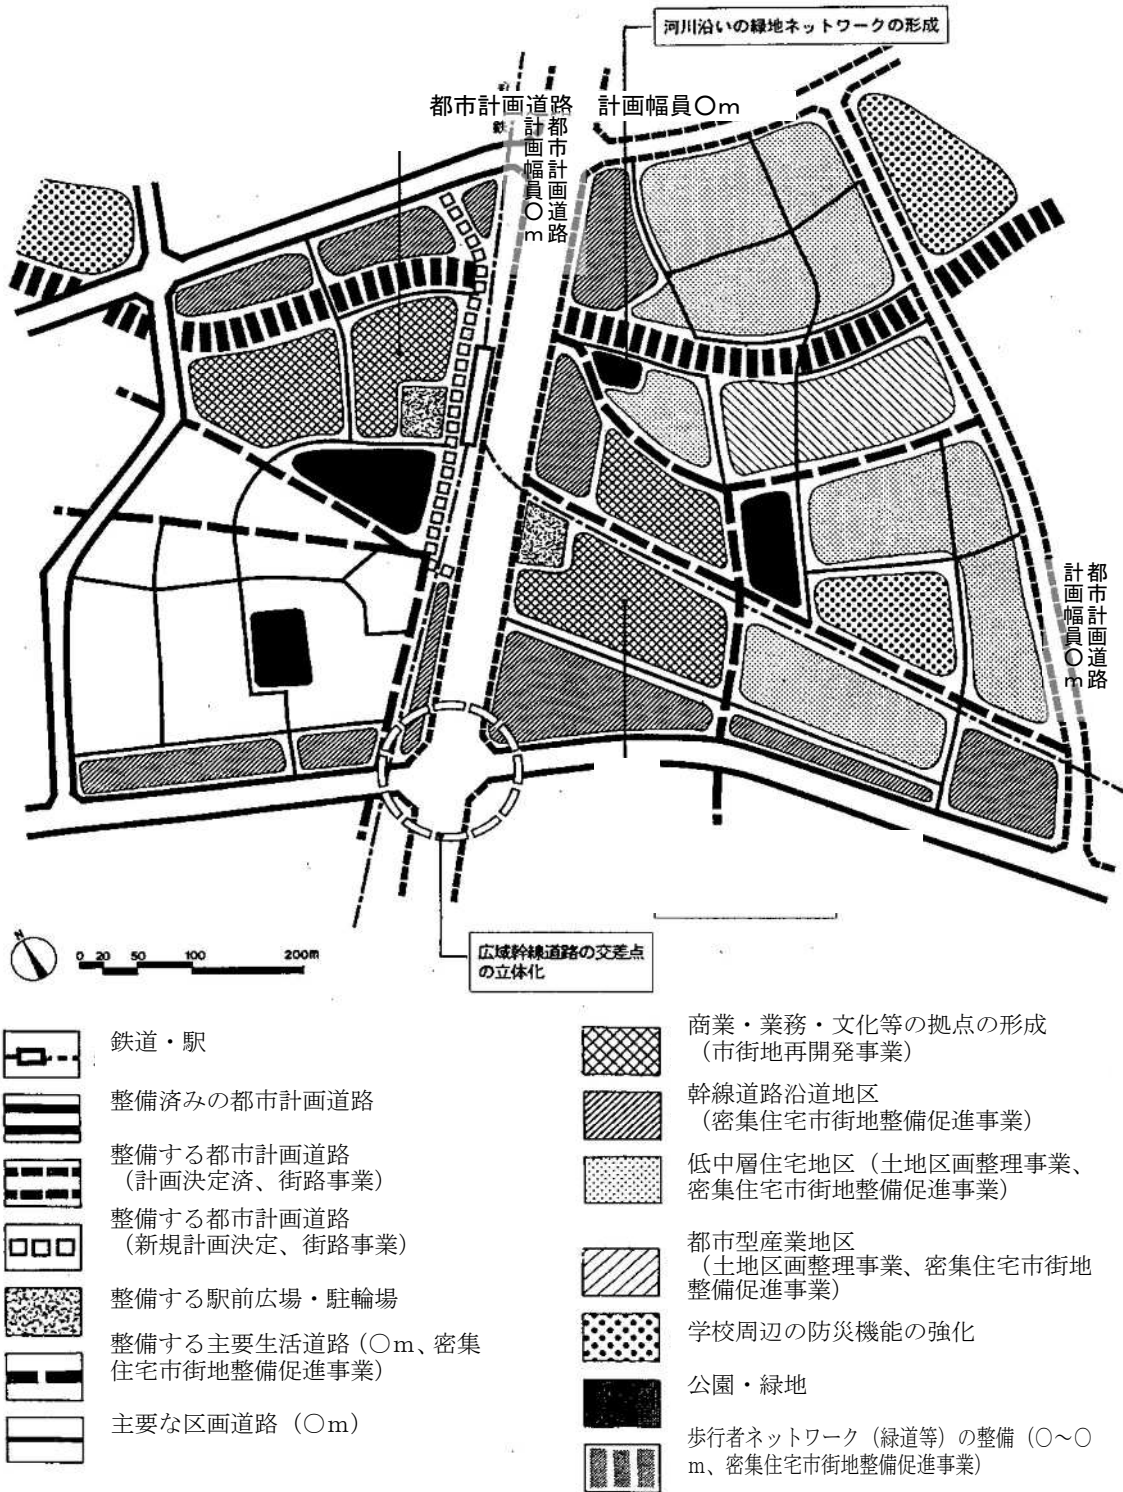 河川沿いの緑地ネットワークの形成
都市計画道路 計画幅員〇m
都市計画道路
計画幅員〇m
都市計画道路
計画幅員〇m
広域幹線道路の交差点
の立体化
N
0 20 50 100 200m
鉄道・駅
整備済みの都市計画道路
整備する都市計画道路
（計画決定済、街路事業）
整備する都市計画道路
（新規計画決定、街路事業）
整備する駅前広場・駐輪場
整備する主要生活道路（○ｍ、密集
住宅市街地整備促進事業）
主要な区画道路（○ｍ）
商業・業務・文化等の拠点の形成
（市街地再開発事業）
幹線道路沿道地区
（密集住宅市街地整備促進事業）
低中層住宅地区（土地区画整理事業、
密集住宅市街地整備促進事業）
都市型産業地区
（土地区画整理事業、密集住宅市街地
整備促進事業）
学校周辺の防災機能の強化
公園・緑地
歩行者ネットワーク（緑道等）の整備（○～○
ｍ、密集住宅市街地整備促進事業）